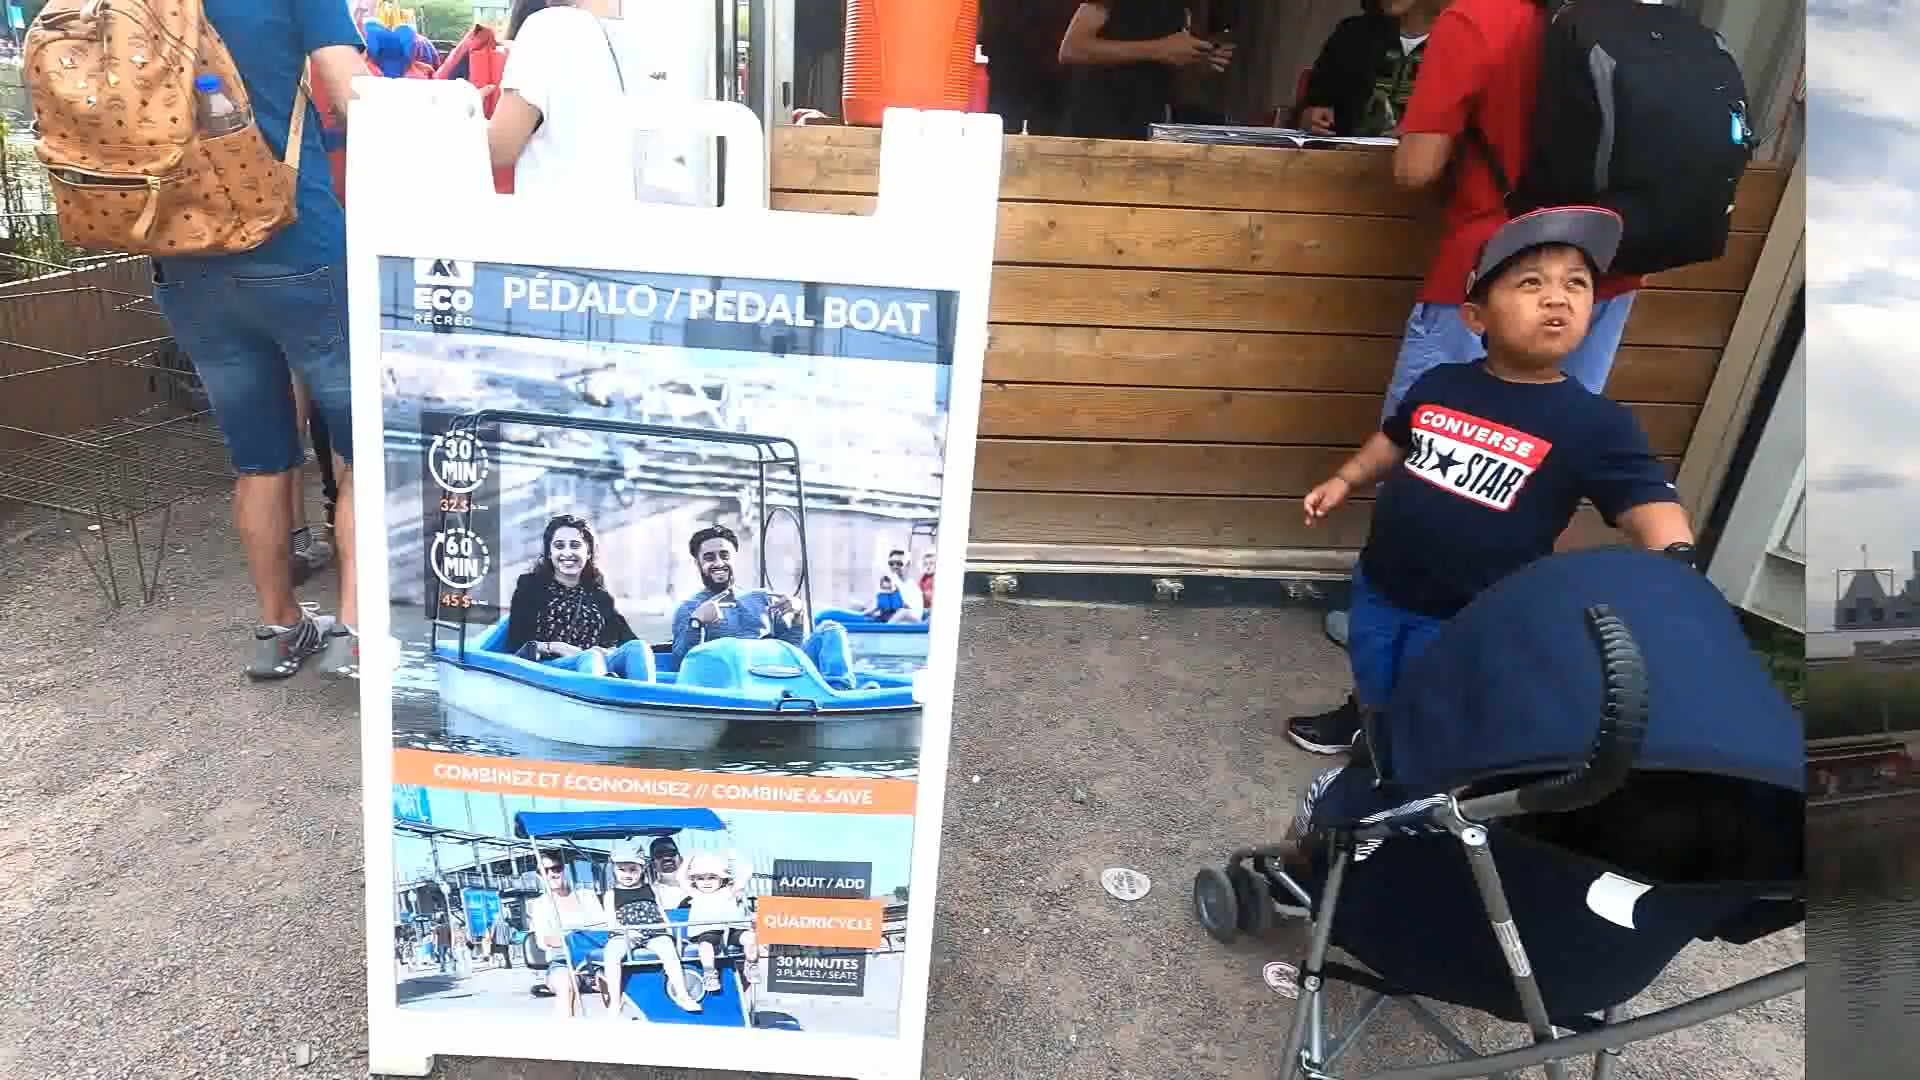 ECO
RÉCRÉO
PÉDALO / PEDAL BOAT
30
MIN
32$
60
MIN
45$
COMBINEZ ET ÉCONOMISEZ // COMBINE & SAVE
AJOUT / ADD
QUADRICYCLE
30 MINUTES
3 PLACES / SEATS
CONVERSE
ALL ★ STAR